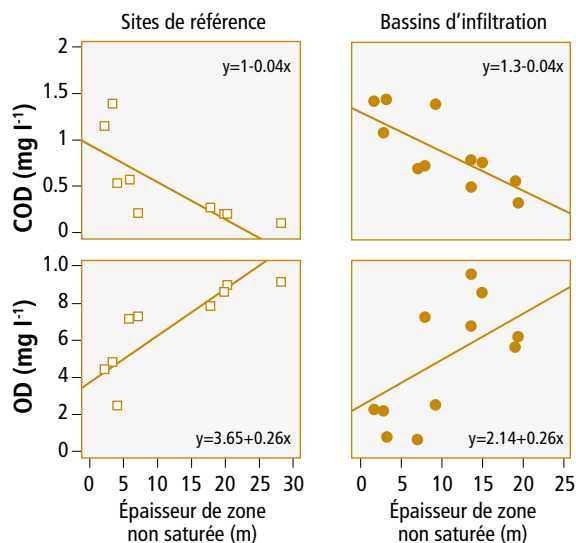 Sites de référence
Bassins d'infiltration
COD (mg l-1)
2
1.5
1
0.5
0
y=1-0.04x
y=1.3-0.04x
OD (mg l-1)
1.0
8
6
4
2
0
y=3.65+0.26x
y=2.14+0.26x
0 5 10 15 20 25 30
0 5 10 15 20 25
Épaisseur de zone
non saturée (m)
Épaisseur de zone
non saturée (m)